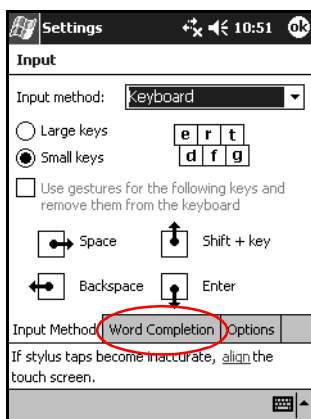 Settings 10:51 ok
Input
Input method: Keyboard
Large keys
Small keys
e r t
d f g
Use gestures for the following keys and
remove them from the keyboard
Space Shift + key
Backspace Enter
Input Method Word Completion Options
If stylus taps become inaccurate, align the
touch screen.